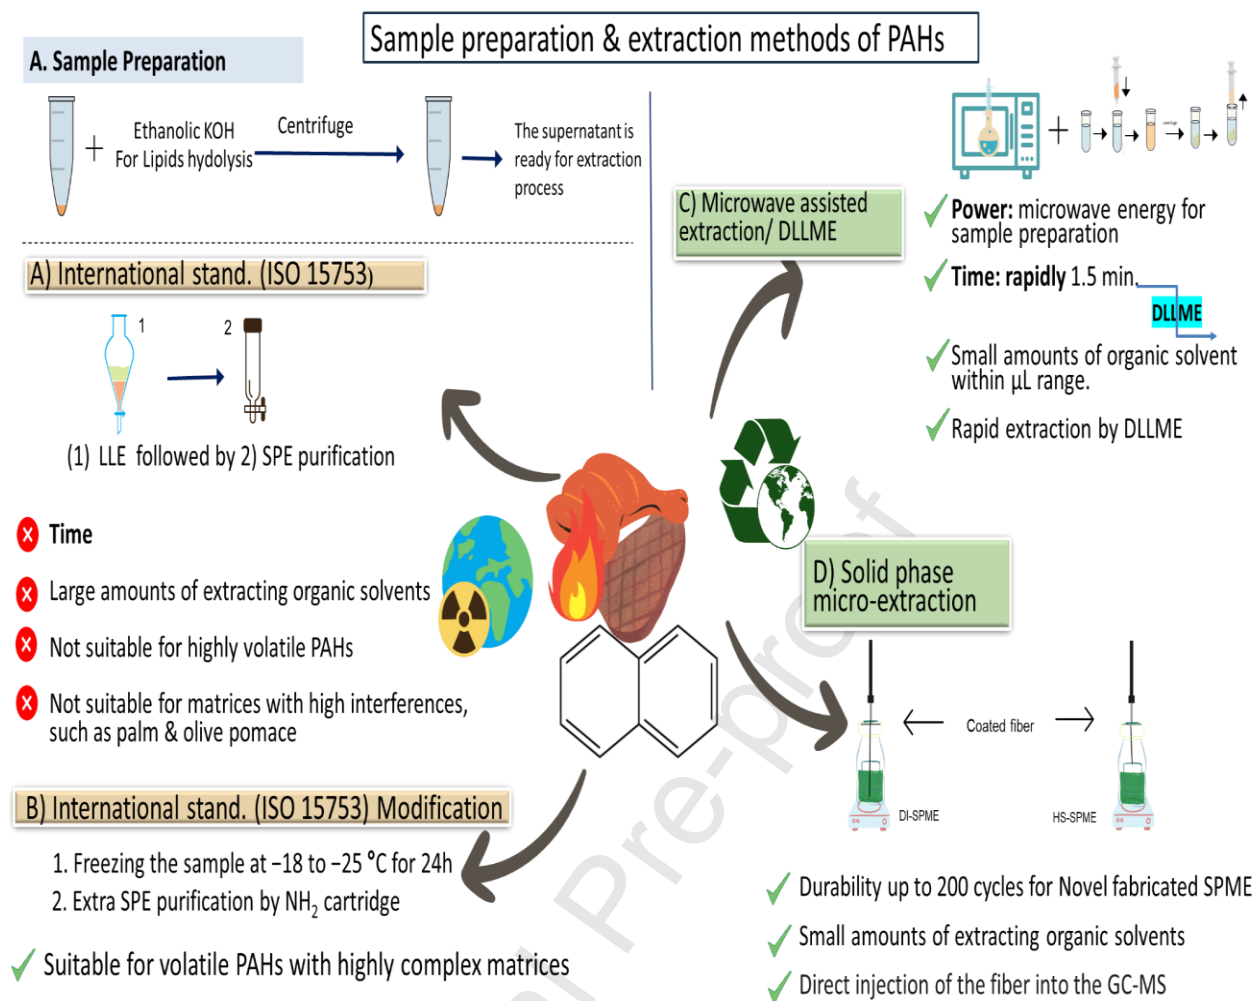 Sample preparation & extraction methods of PAHs
A. Sample Preparation
+
Ethanolic KOH
For Lipids hydolysis
Centrifuge
The supernatant is
ready for extraction
process
A) International stand. (ISO 15753)
1
2
(1) LLE followed by 2) SPE purification
Time
Large amounts of extracting organic solvents
Not suitable for highly volatile PAHs
Not suitable for matrices with high interferences,
such as palm & olive pomace
B) International stand. (ISO 15753) Modification
1. Freezing the sample at −18 to −25 °C for 24h
2. Extra SPE purification by NH₂ cartridge
Suitable for volatile PAHs with highly complex matrices
C) Microwave assisted
extraction/ DLLME
+
centrifuge
Power: microwave energy for
sample preparation
Time: rapidly 1.5 min.
DLLME
Small amounts of organic solvent
within µL range.
Rapid extraction by DLLME
D) Solid phase
micro-extraction
Coated fiber
DI-SPME
HS-SPME
Durability up to 200 cycles for Novel fabricated SPME
Small amounts of extracting organic solvents
Direct injection of the fiber into the GC-MS
Pre-proof